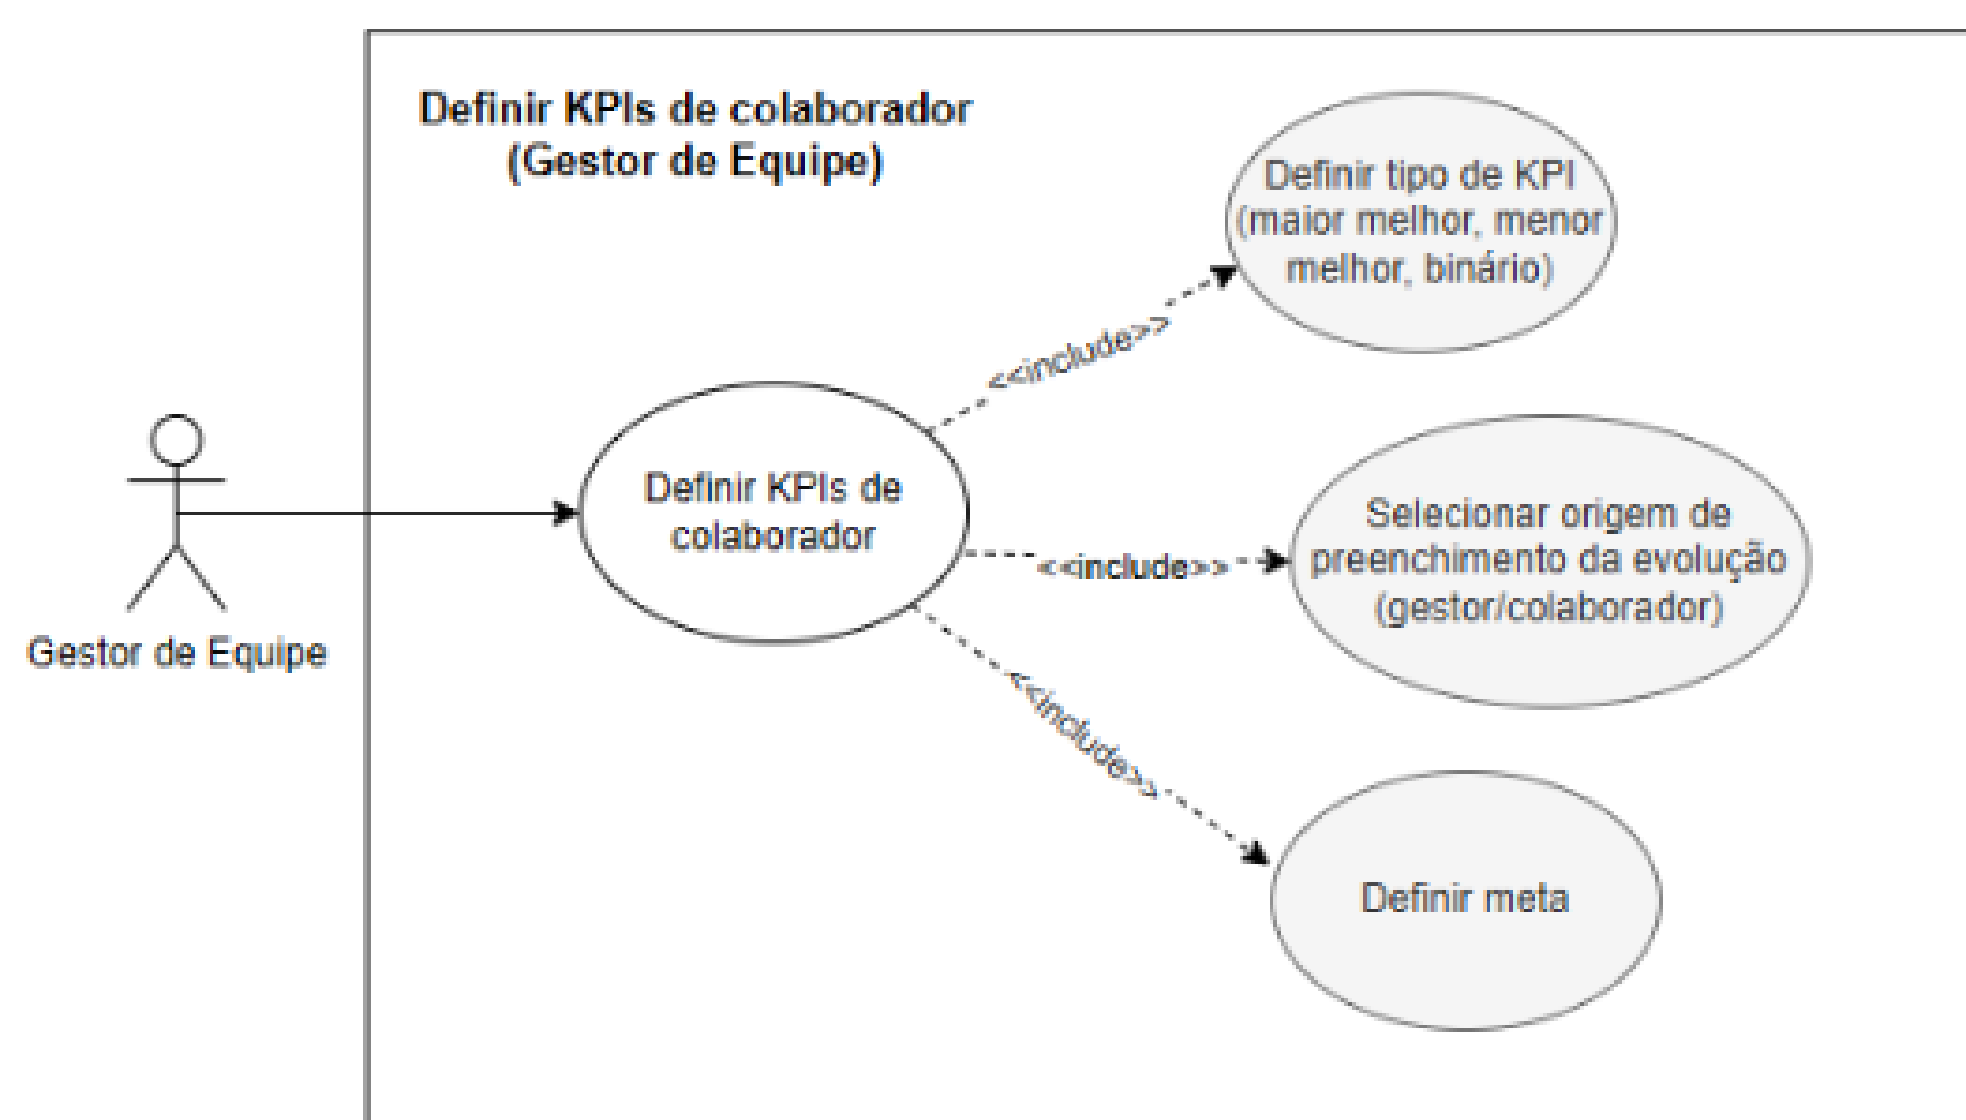 Definir KPIs de colaborador
(Gestor de Equipe)
Definir tipo de KPI
(maior melhor, menor
melhor, binário)
<<include>>
Definir KPIs de
colaborador
<<include>>
Selecionar origem de
preenchimento da evolução
(gestor/colaborador)
Gestor de Equipe
<<include>>
Definir meta